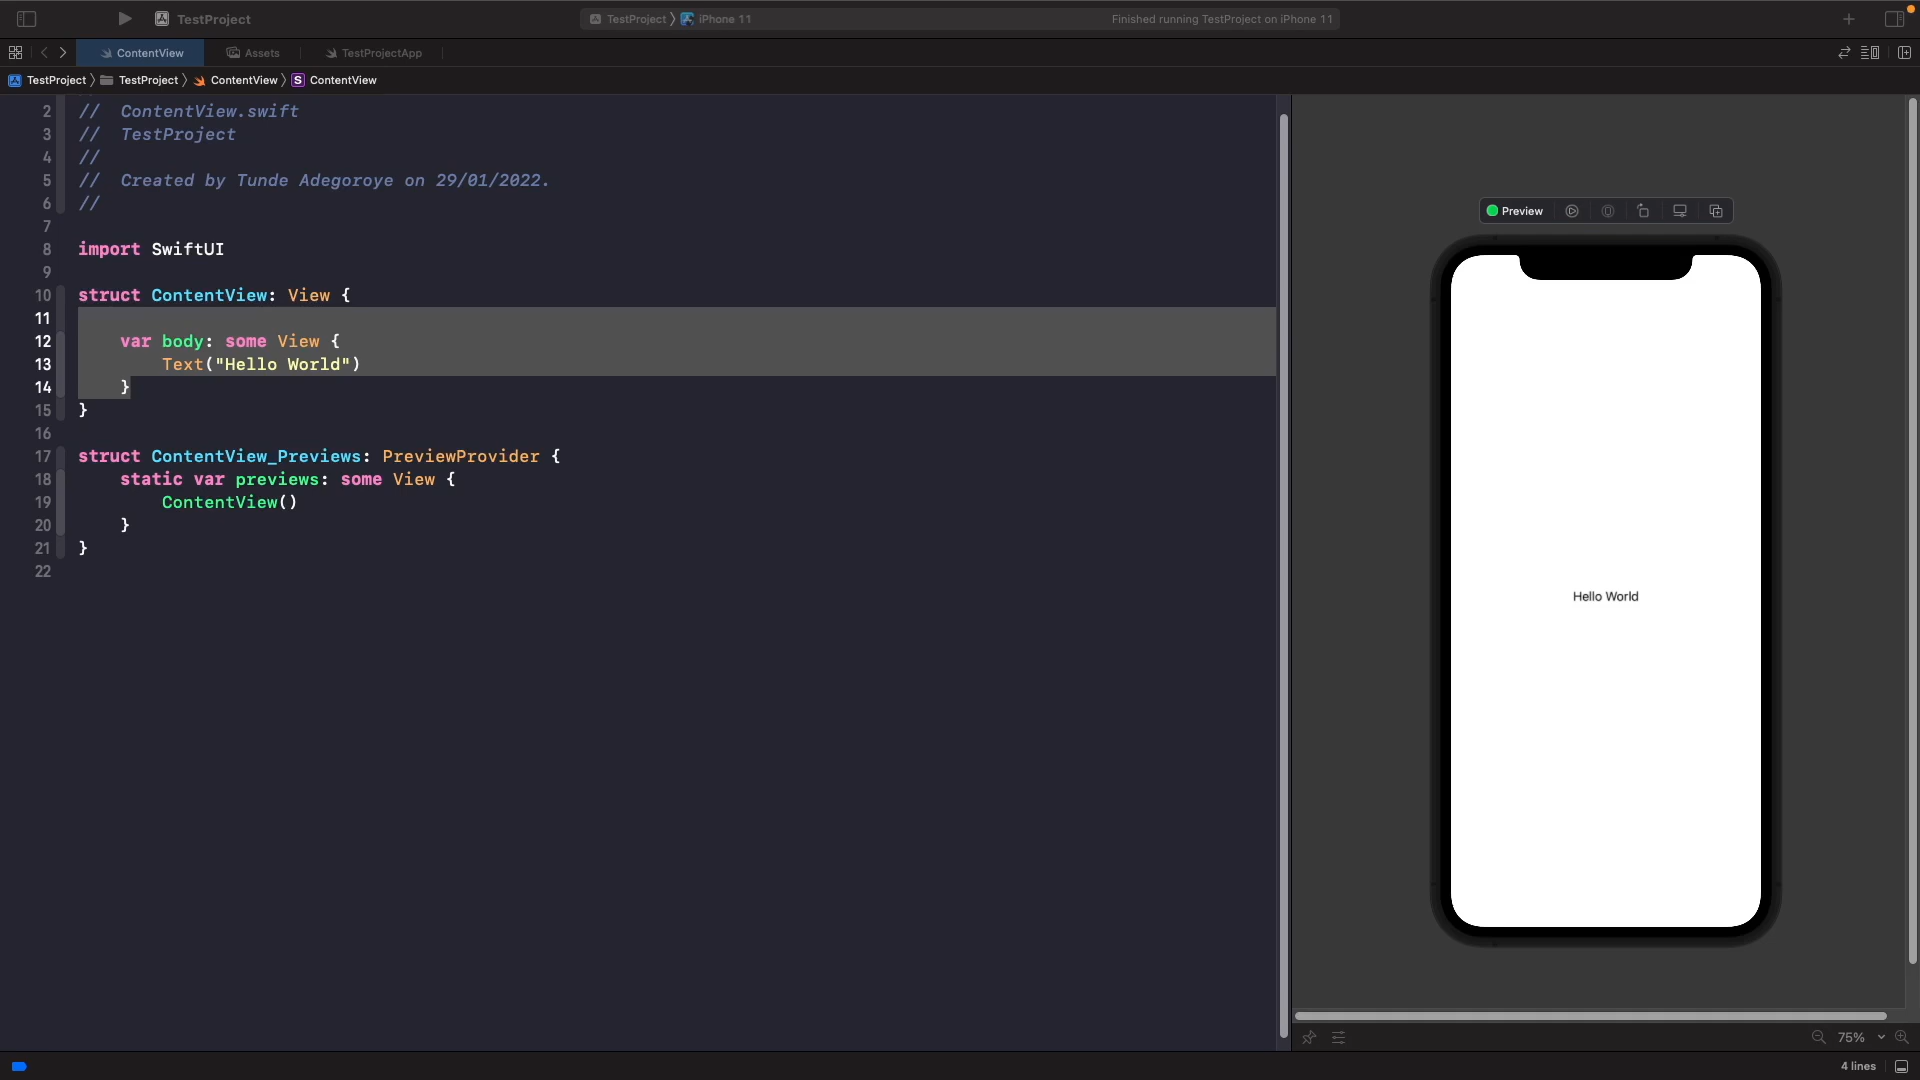 TestProject
TestProject
iPhone 11
Finished running TestProject on iPhone 11
ContentView
Assets
TestProjectApp
TestProject
TestProject
ContentView
S
ContentView
2 //  ContentView.swift
3 //  TestProject
4 //
5 //  Created by Tunde Adegoroye on 29/01/2022.
6 //
7
8 import SwiftUI
9
10 struct ContentView: View {
11
12     var body: some View {
13         Text("Hello World")
14     }
15 }
16
17 struct ContentView_Previews: PreviewProvider {
18     static var previews: some View {
19         ContentView()
20     }
21 }
22
Preview
Hello World
75%
4 lines